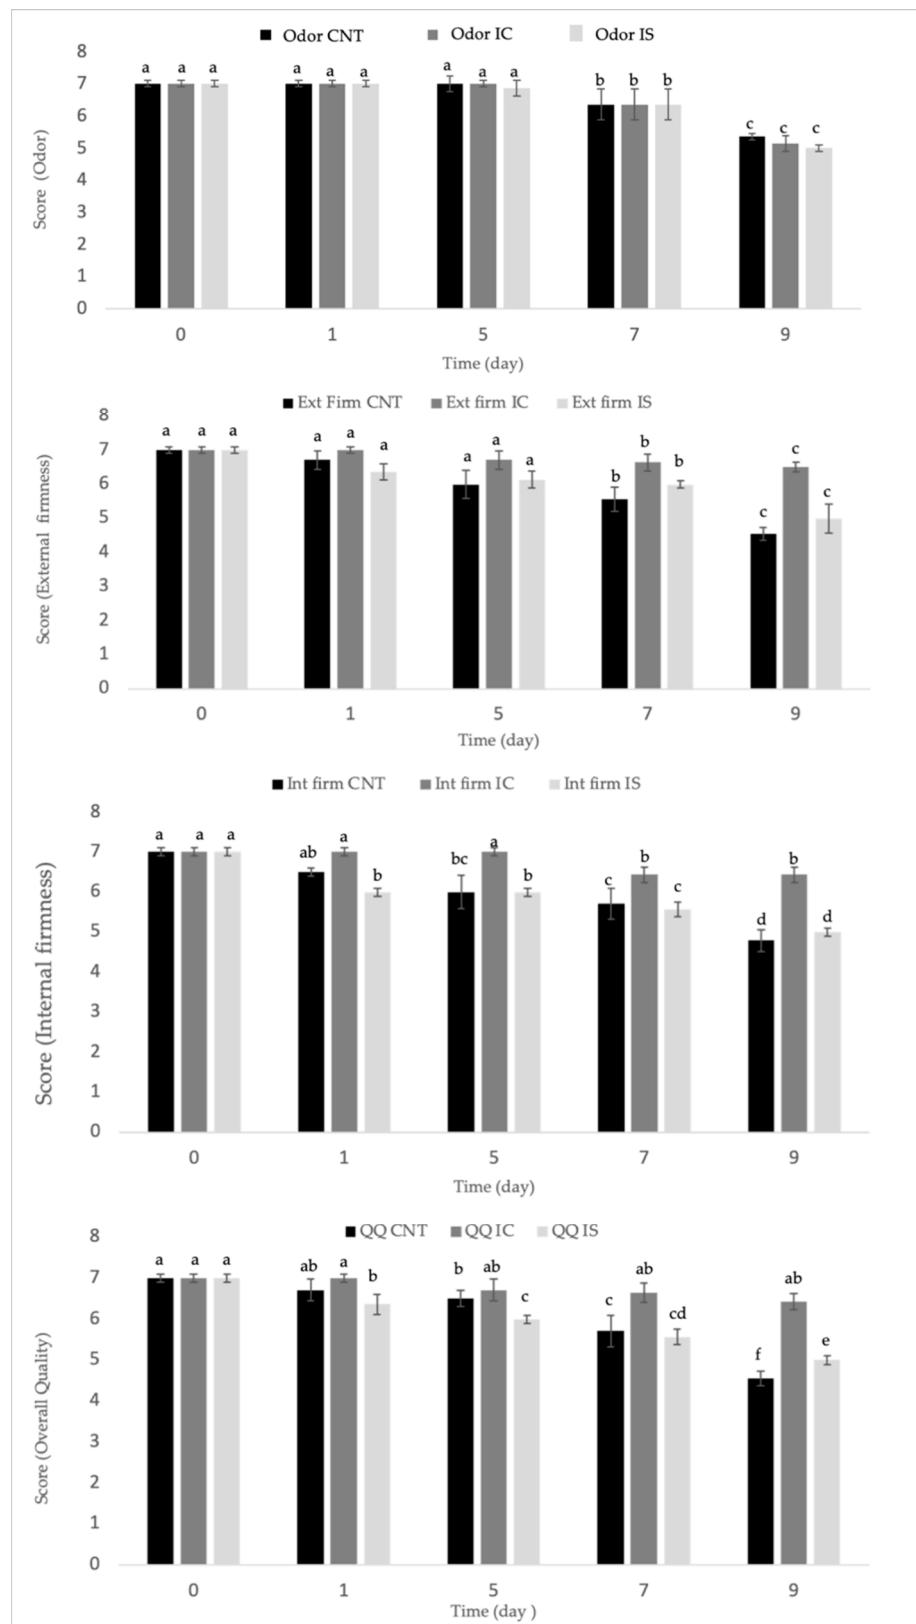 Odor CNT Odor IC Odor IS
8
7
6
5
4
3
2
1
0
a a a a a a a a a b b b c c c
Score (Odor)
0 1 5 7 9
Time (day)
Ext Firm CNT Ext firm IC Ext firm IS
8
7
6
5
4
3
2
1
0
a a a a a a a a a b b b c c c
Score (External firmness)
0 1 5 7 9
Time (day)
Int firm CNT Int firm IC Int firm IS
8
7
6
5
4
3
2
1
0
a a a ab a b bc a b c b c d b d
Score (Internal firmness)
0 1 5 7 9
Time (day)
QQ CNT QQ IC QQ IS
8
7
6
5
4
3
2
1
0
a a a ab a b b ab c c ab cd f ab e
Score (Overall Quality)
0 1 5 7 9
Time (day )